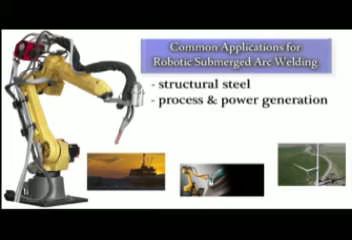 Common Applications for
Robotic Submerged Arc Welding
- structural steel
- process & power generation